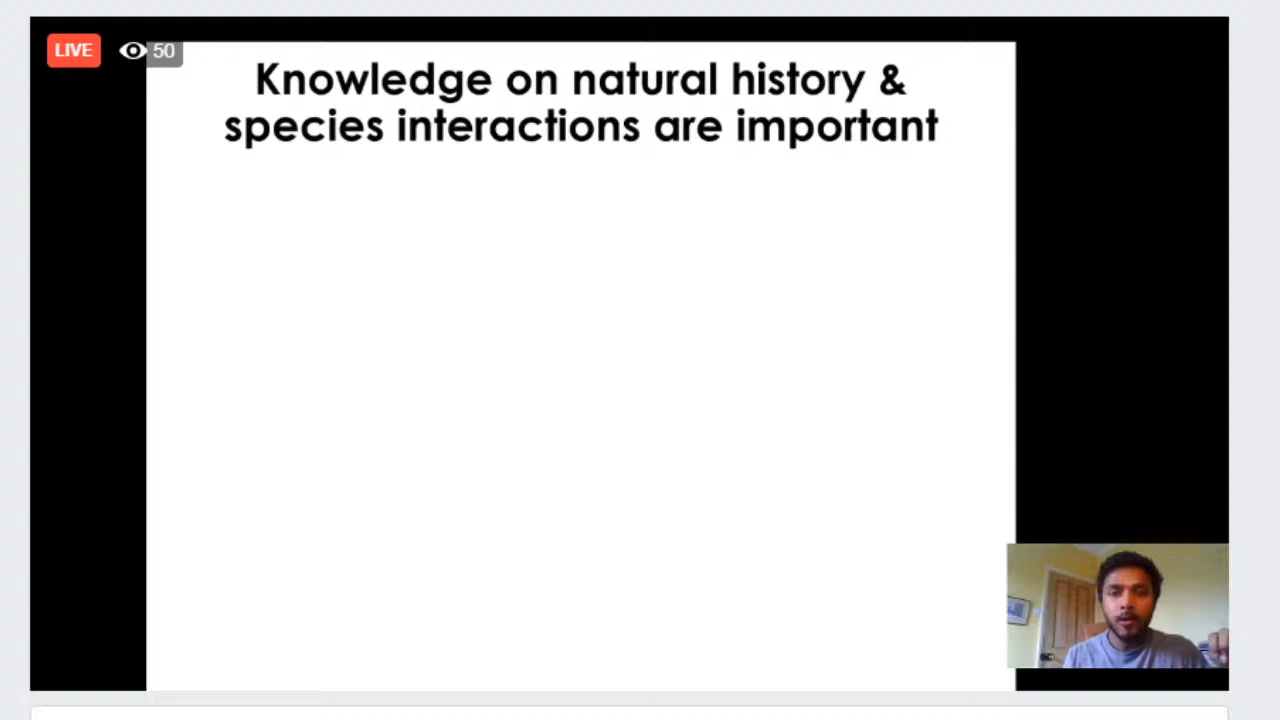 LIVE 50
Knowledge on natural history &
species interactions are important